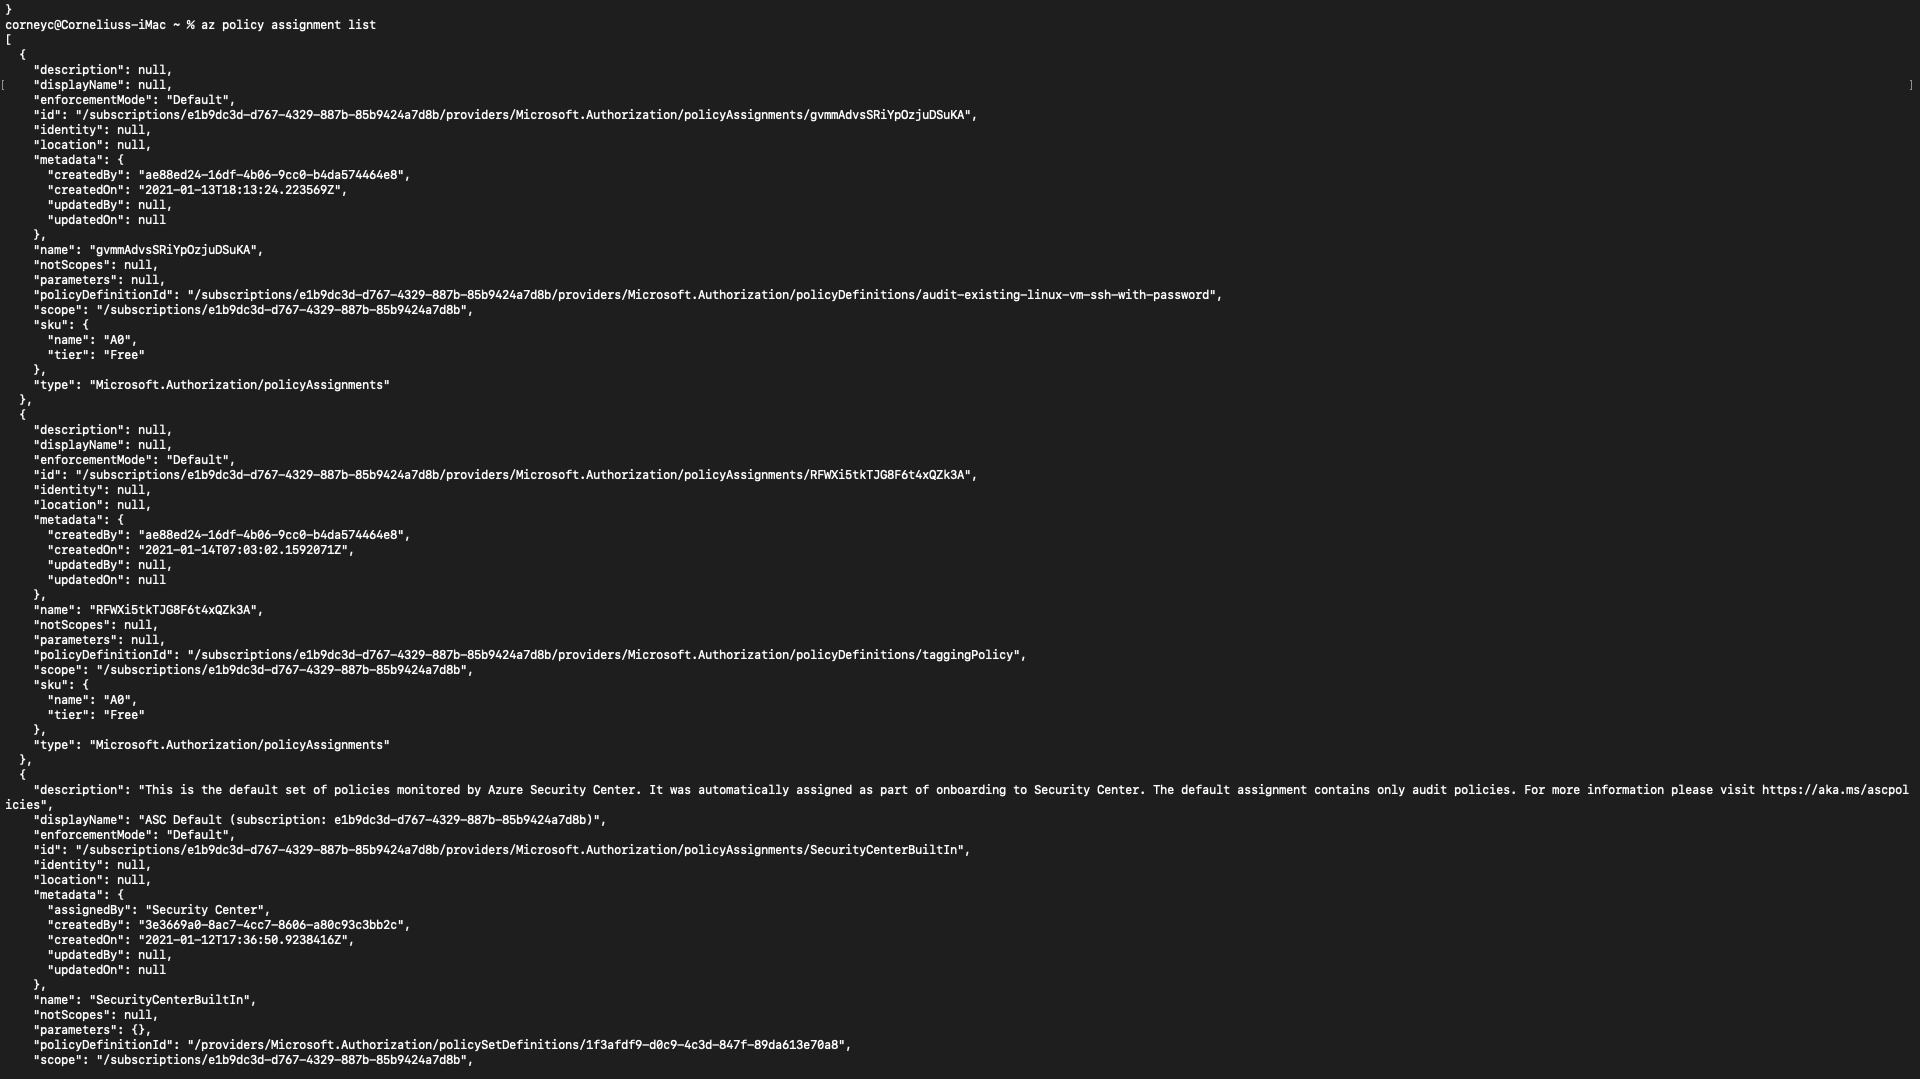 }
corneyc@Corneliuss-iMac ~ % az policy assignment list
[
  {
    "description": null,
[    "displayName": null, ]
    "enforcementMode": "Default",
    "id": "/subscriptions/e1b9dc3d-d767-4329-887b-85b9424a7d8b/providers/Microsoft.Authorization/policyAssignments/gvmmAdvsSRiYpOzjuDSuKA",
    "identity": null,
    "location": null,
    "metadata": {
      "createdBy": "ae88ed24-16df-4b06-9cc0-b4da574464e8",
      "createdOn": "2021-01-13T18:13:24.223569Z",
      "updatedBy": null,
      "updatedOn": null
    },
    "name": "gvmmAdvsSRiYpOzjuDSuKA",
    "notScopes": null,
    "parameters": null,
    "policyDefinitionId": "/subscriptions/e1b9dc3d-d767-4329-887b-85b9424a7d8b/providers/Microsoft.Authorization/policyDefinitions/audit-existing-linux-vm-ssh-with-password",
    "scope": "/subscriptions/e1b9dc3d-d767-4329-887b-85b9424a7d8b",
    "sku": {
      "name": "A0",
      "tier": "Free"
    },
    "type": "Microsoft.Authorization/policyAssignments"
  },
  {
    "description": null,
    "displayName": null,
    "enforcementMode": "Default",
    "id": "/subscriptions/e1b9dc3d-d767-4329-887b-85b9424a7d8b/providers/Microsoft.Authorization/policyAssignments/RFWXi5tkTJG8F6t4xQZk3A",
    "identity": null,
    "location": null,
    "metadata": {
      "createdBy": "ae88ed24-16df-4b06-9cc0-b4da574464e8",
      "createdOn": "2021-01-14T07:03:02.1592071Z",
      "updatedBy": null,
      "updatedOn": null
    },
    "name": "RFWXi5tkTJG8F6t4xQZk3A",
    "notScopes": null,
    "parameters": null,
    "policyDefinitionId": "/subscriptions/e1b9dc3d-d767-4329-887b-85b9424a7d8b/providers/Microsoft.Authorization/policyDefinitions/taggingPolicy",
    "scope": "/subscriptions/e1b9dc3d-d767-4329-887b-85b9424a7d8b",
    "sku": {
      "name": "A0",
      "tier": "Free"
    },
    "type": "Microsoft.Authorization/policyAssignments"
  },
  {
    "description": "This is the default set of policies monitored by Azure Security Center. It was automatically assigned as part of onboarding to Security Center. The default assignment contains only audit policies. For more information please visit https://aka.ms/ascpol
icies",
    "displayName": "ASC Default (subscription: e1b9dc3d-d767-4329-887b-85b9424a7d8b)",
    "enforcementMode": "Default",
    "id": "/subscriptions/e1b9dc3d-d767-4329-887b-85b9424a7d8b/providers/Microsoft.Authorization/policyAssignments/SecurityCenterBuiltIn",
    "identity": null,
    "location": null,
    "metadata": {
      "assignedBy": "Security Center",
      "createdBy": "3e3669a0-8ac7-4cc7-8606-a80c93c3bb2c",
      "createdOn": "2021-01-12T17:36:50.9238416Z",
      "updatedBy": null,
      "updatedOn": null
    },
    "name": "SecurityCenterBuiltIn",
    "notScopes": null,
    "parameters": {},
    "policyDefinitionId": "/providers/Microsoft.Authorization/policySetDefinitions/1f3afdf9-d0c9-4c3d-847f-89da613e70a8",
    "scope": "/subscriptions/e1b9dc3d-d767-4329-887b-85b9424a7d8b",